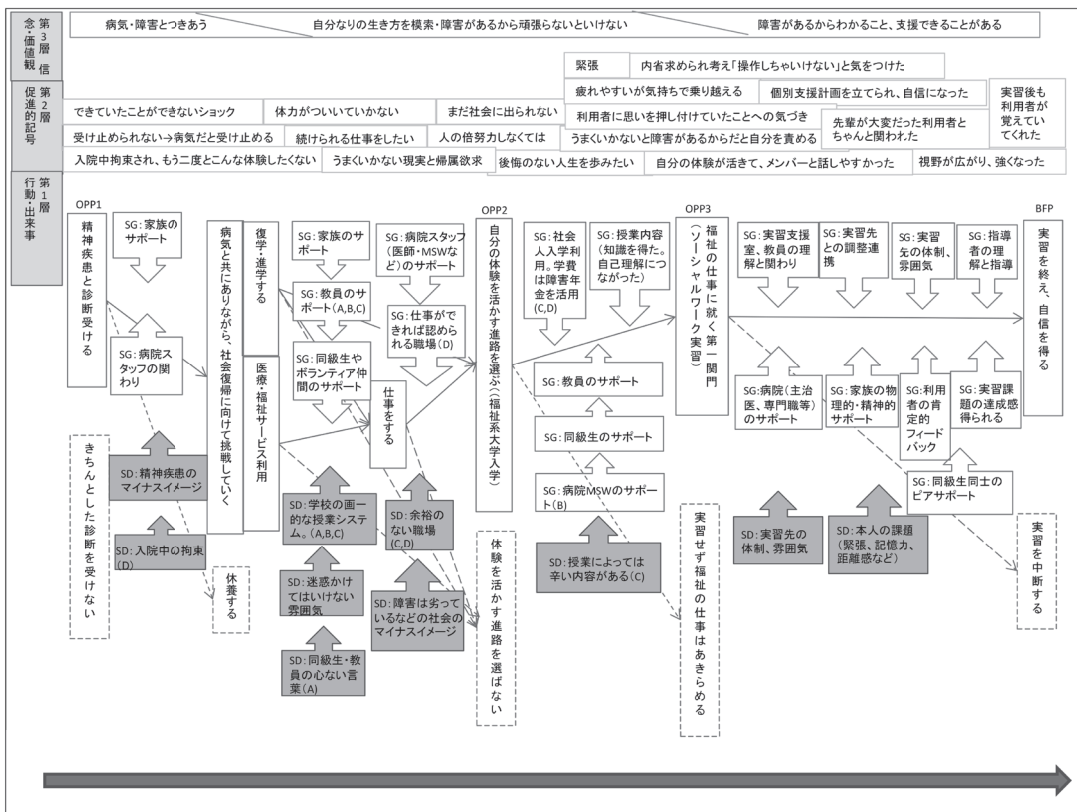 第3層 信
念・価値観
病気・障害とつきあう
自分なりの生き方を模索・障害があるから頑張らないといけない
障害があるからわかること、支援できることがある
第2層
促進的記号
緊張
内省求められ考え「操作しちゃいけない」と気をつけた
疲れやすいが気持ちで乗り越える
個別支援計画を立てられ、自信になった
実習後も
利用者が
覚えてい
てくれた
できていたことができないショック
体力がついいていかない
まだ社会に出られない
利用者に思いを押し付けていたことへの気づき
先輩が大変だった利用者と
ちゃんと関われた
受け止められない→病気だと受け止める
続けられる仕事をしたい
人の倍努力しなくては
うまくいかないと障害があるからだと自分を責める
入院中拘束され、もう二度とこんな体験したくない
うまくいかない現実と帰属欲求
後悔のない人生を歩みたい
自分の体験が活きて、メンバーと話しやすかった
視野が広がり、強くなった
第1層
行動・出来事
OPP1
精神疾患と診断受ける
SG:家族の
サポート
SG:病院スタ
ッフの関
わり
きちんとした診断を受けない
SD:精神疾患の
マイナスイメージ
SD:入院中の拘束
(D)
休養する
病気と共にありながら、社会復帰に向けて挑戦していく
復学・進学する
医療・福祉サービス利用
SG:家族のサ
ポート
SG:病院スタッフ
(医師・MSWな
ど)のサポート
SG:教員の
サポート(A,B,C)
SG:仕事がで
きれば認めら
れる職場(D)
SG:同級生や
ボランティア仲
間のサポート
仕事をする
SD:学校の画一
的な授業システ
ム。(A,B,C)
SD:余裕の
ない職場
(C,D)
SD:迷惑かけ
てはいけない
雰囲気
SD:障害は劣って
いるなどの社会の
マイナスイメージ
SD:同級生・教
員の心ない言
葉(A)
OPP2
自分の体験を活かす進路を選ぶ(福祉系大学入学)
体験を活かす進路を選ばない
SG:社会
人入学利
用。学費
は障害年
金を活用
(C,D)
SG:授業内容
(知識を得た。
自己理解につ
ながった)
SG:教員のサポート
SG:同級生のサポート
SG:病院MSWのサポー
ト(B)
SD:授業によっては
辛い内容がある(C)
OPP3
福祉の仕事に就く第一関門
(ソーシャルワーク実習)
実習せず福祉の仕事はあきらめる
SG:実習支援
室、教員の理
解と関わり
SG:実習先
との調整連
携
SG:実習
先の体制、
雰囲気
SG:指導
者の理
解と指導
SG:病院(主治
医、専門職等)
のサポート
SG:家族の物
理的・精神的
サポート
SG:利用者
の肯定的
フィード
バック
SG:実習課
題の達成感
得られる
SG:同級生同士の
ピアサポート
SD:実習先の
体制、雰囲気
SD:本人の課題
(緊張、記憶力、
距離感など)
BFP
実習を終え、自信を得る
実習を中断する